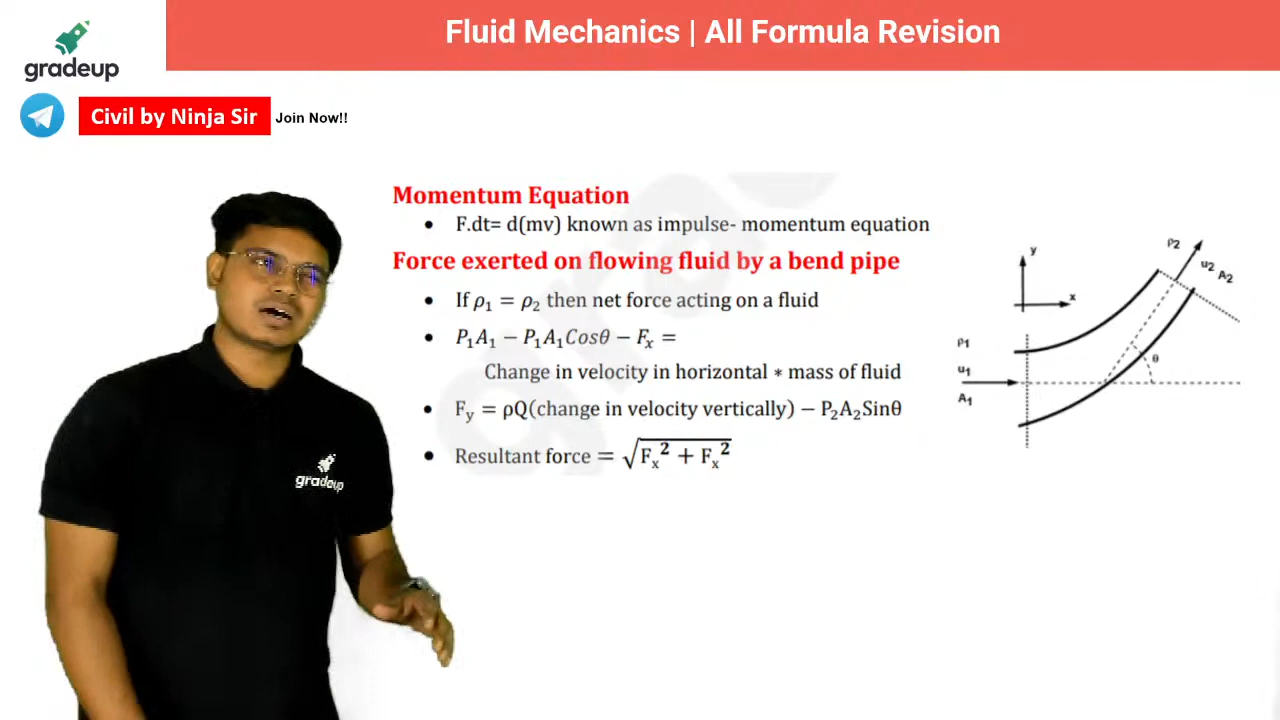 Fluid Mechanics | All Formula Revision
gradeup
Civil by Ninja Sir Join Now!!
Momentum Equation
• F.dt= d(mv) known as impulse- momentum equation
Force exerted on flowing fluid by a bend pipe
• If ρ₁ = ρ₂ then net force acting on a fluid
• P₁A₁ − P₁A₁Cosθ − Fₓ =
Change in velocity in horizontal * mass of fluid
• Fᵧ = ρQ(change in velocity vertically) − P₂A₂Sinθ
• Resultant force = √Fₓ² + Fₓ²
y
x
ρ₂
u₂
A₂
ρ₁
u₁
A₁
θ
gradeup